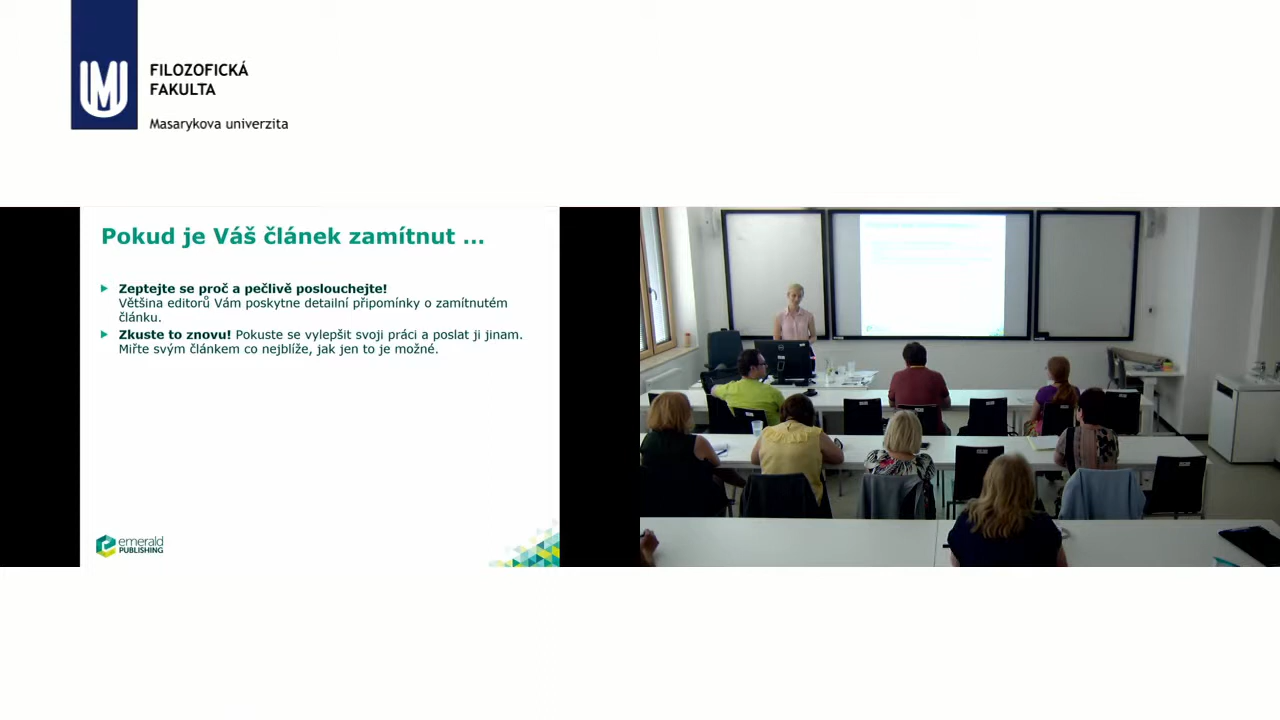 FILOZOFICKÁ
FAKULTA
Masarykova univerzita
Pokud je Váš článek zamítnut ...
Zeptejte se proč a pečlivě poslouchejte!
Většina editorů Vám poskytne detailní připomínky o zamítnutém
článku.
Zkuste to znovu! Pokuste se vylepšit svoji práci a poslat ji jinam.
Miřte svým článkem co nejblíže, jak jen to je možné.
emerald
PUBLISHING